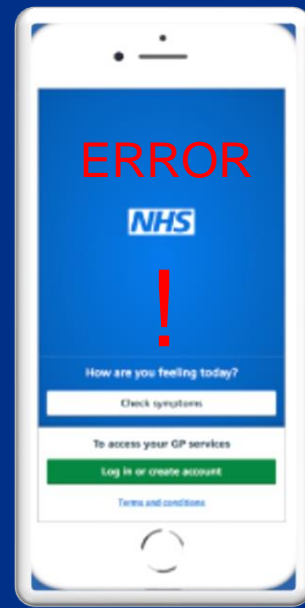 ERROR
NHS
!
How are you feeling today?
Check symptoms
To access your GP services
Log in or create account
Terms and conditions